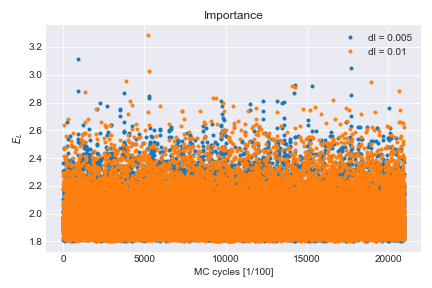 Importance
dl = 0.005
dl = 0.01
3.2
3.0
2.8
2.6
2.4
2.2
2.0
1.8
E_L
0
5000
10000
15000
20000
MC cycles [1/100]